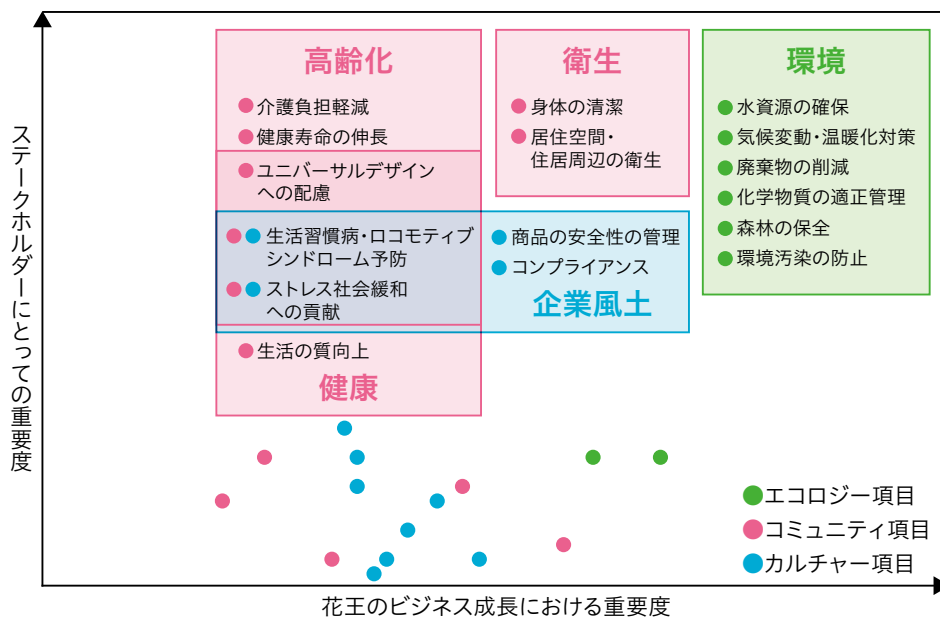 ステークホルダーにとっての重要度
高齢化
介護負担軽減
健康寿命の伸長
ユニバーサルデザイン
への配慮
生活習慣病・ロコモティブ
シンドローム予防
ストレス社会緩和
への貢献
生活の質向上
健康
衛生
身体の清潔
居住空間・
住居周辺の衛生
商品の安全性の管理
コンプライアンス
企業風土
環境
水資源の確保
気候変動・温暖化対策
廃棄物の削減
化学物質の適正管理
森林の保全
環境汚染の防止
エコロジー項目
コミュニティ項目
カルチャー項目
花王のビジネス成長における重要度